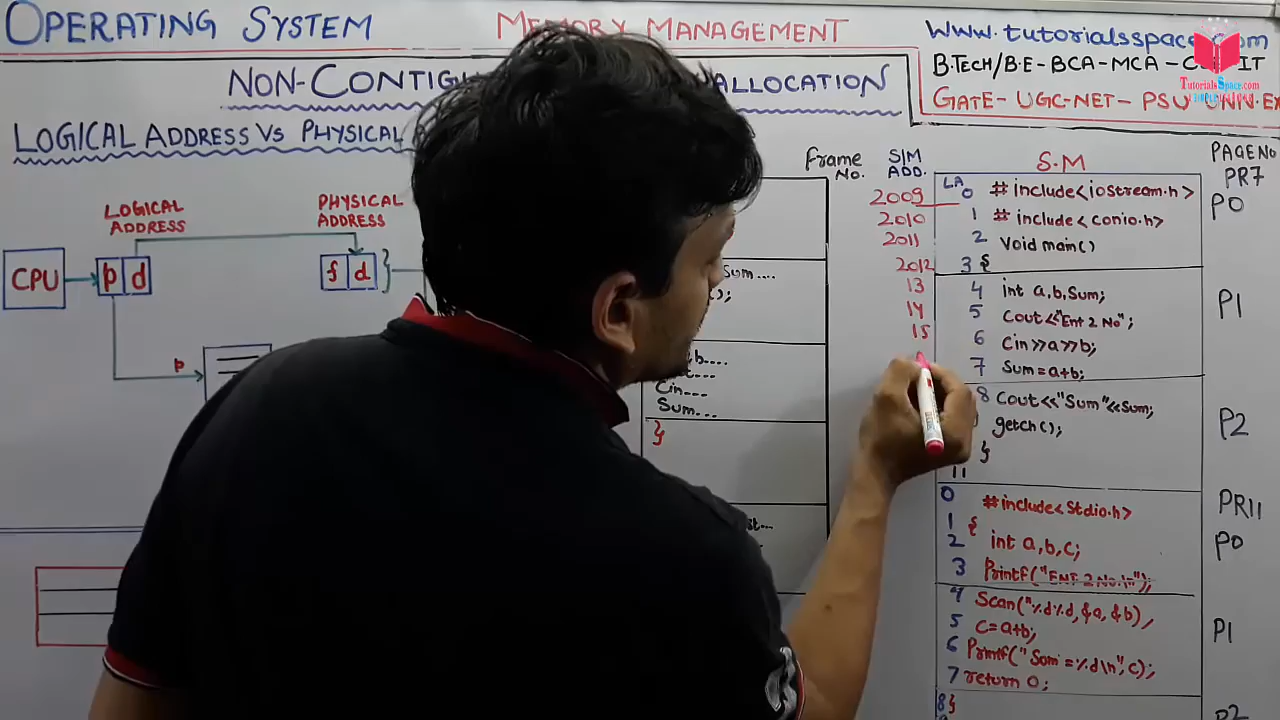 OPERATING SYSTEM
MEMORY MANAGEMENT
www.tutorialsspace.com
B.TECH/B.E-BCA-MCA-
IT
GATE-UGC-NET-PSU
TutorialsSpace.com
ALLOCATION
LOGICAL ADDRESS VS PHYSICAL
LOGICAL
ADDRESS
PHYSICAL
ADDRESS
CPU
p d
f d
p
Sum....
);
Cin---
Sum...
}
Frame
No.
S/M
ADD.
2009
2010
2011
2012
13
14
15
S.M
LA
0 #include<iostream.h>
1 #include<conio.h>
2 Void main()
3 {
4 int a,b,Sum;
5 Cout<<"Ent 2 No";
6 Cin>>a>>b;
7 Sum=a+b;
8 Cout<<"Sum"<<Sum;
getch();
}
11
0 #include<Stdio.h>
1 {
2 int a,b,c;
3 Printf("ENT 2 No.\n");
4 Scan("%d%d,&a,&b),
5 C=a+b;
6 Printf("Som=%d\n",c);
7 return 0;
8 }
PAGE NO
PR7
P0
P1
P2
PR11
P0
P1
P2